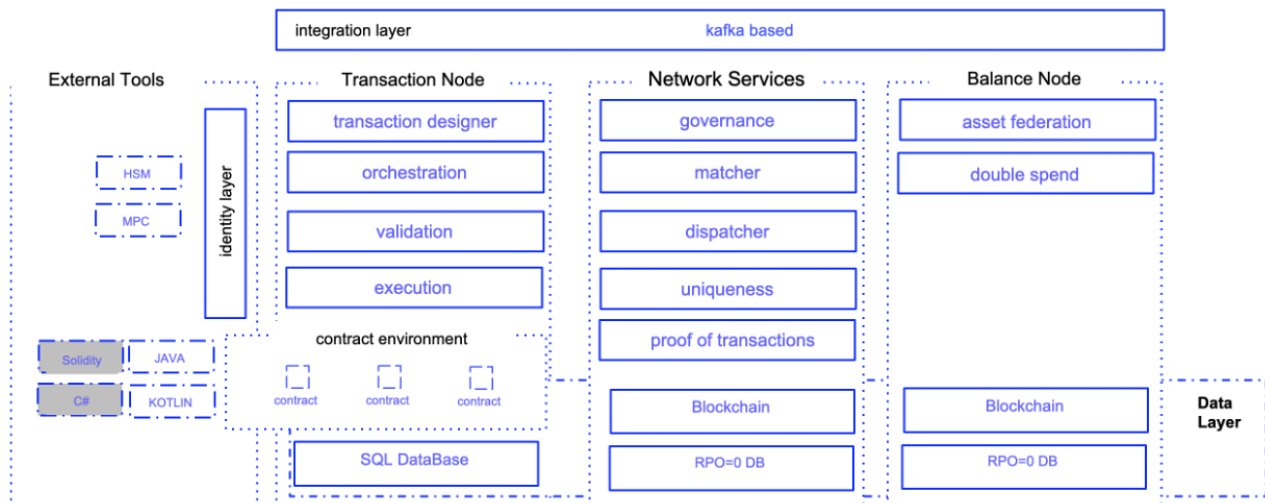 integration layer
kafka based
External Tools
Transaction Node
Network Services
Balance Node
identity layer
HSM
MPC
transaction designer
orchestration
validation
execution
governance
matcher
dispatcher
uniqueness
proof of transactions
asset federation
double spend
Solidity
JAVA
C#
KOTLIN
contract environment
contract
contract
contract
SQL DataBase
Blockchain
RPO=0 DB
Blockchain
RPO=0 DB
Data
Layer